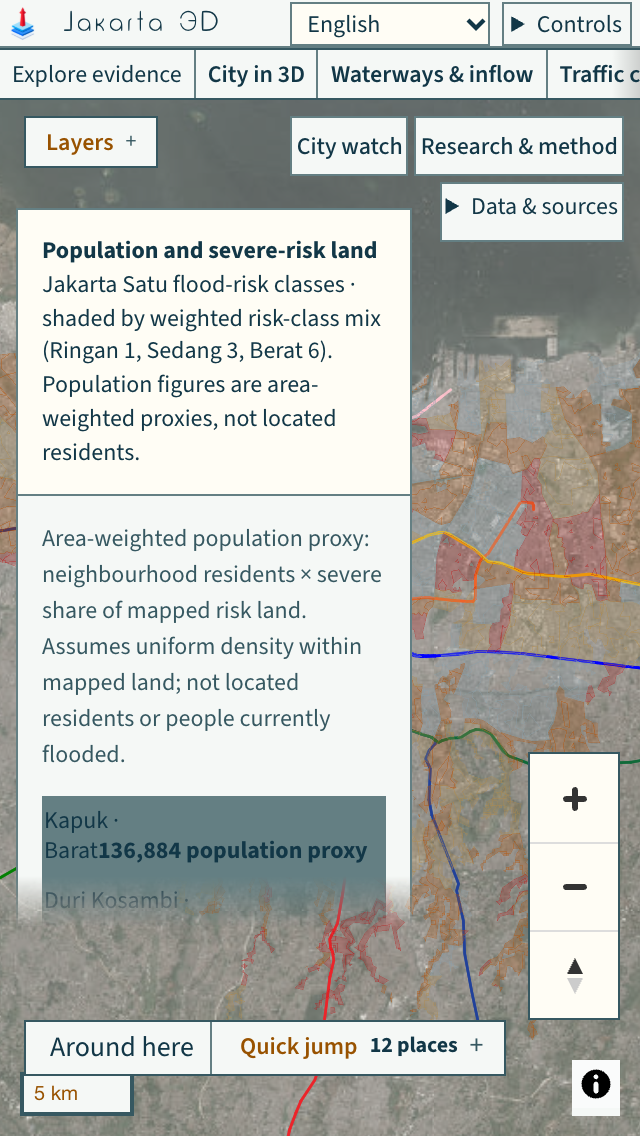 Jakarta 3D
English
Controls
Explore evidence
City in 3D
Waterways & inflow
Traffic c
Layers +
City watch
Research & method
Data & sources
Population and severe-risk land
Jakarta Satu flood-risk classes ·
shaded by weighted risk-class mix
(Ringan 1, Sedang 3, Berat 6).
Population figures are area-
weighted proxies, not located
residents.
Area-weighted population proxy:
neighbourhood residents × severe
share of mapped risk land.
Assumes uniform density within
mapped land; not located
residents or people currently
flooded.
Kapuk ·
Barat136,884 population proxy
Duri Kosambi ·
Around here
Quick jump 12 places +
5 km